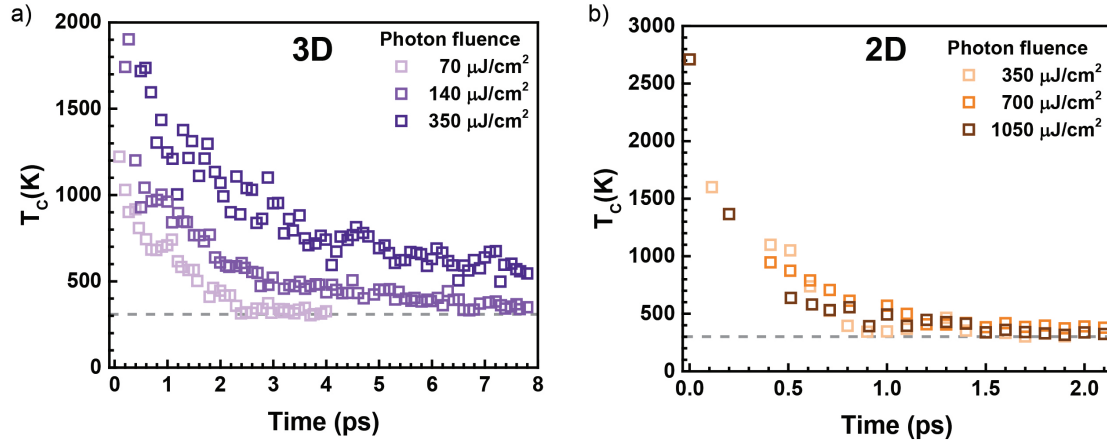 a)
3D
Photon fluence
70 μJ/cm²
140 μJ/cm²
350 μJ/cm²
2000
1500
1000
500
0
T_C(K)
0 1 2 3 4 5 6 7 8
Time (ps)
b)
2D
Photon fluence
350 μJ/cm²
700 μJ/cm²
1050 μJ/cm²
3000
2500
2000
1500
1000
500
0
T_C(K)
0.0 0.5 1.0 1.5 2.0
Time (ps)